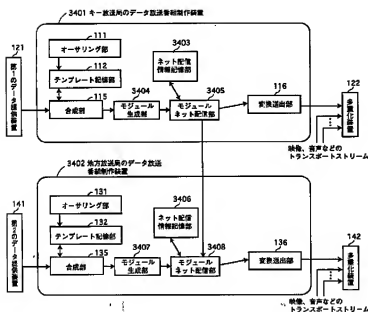 3401 キー放送局のデータ放送番組制作装置
111
オーサリング部
112
テンプレート記憶部
115
合成部
3403
ネット配信
情報記憶部
3404
モジュール
生成部
3405
モジュール
ネット配信部
116
変換送出部
121
第1のデータ提供装置
122
多重化装置
映像、音声などの
トランスポートストリーム
3402 地方放送局のデータ放送
番組制作装置
131
オーサリング部
132
テンプレート記憶部
135
合成部
3406
ネット配信
情報記憶部
3407
モジュール
生成部
3408
モジュール
ネット配信部
136
変換送出部
141
第2のデータ提供装置
142
多重化装置
映像、音声などの
トランスポートストリーム